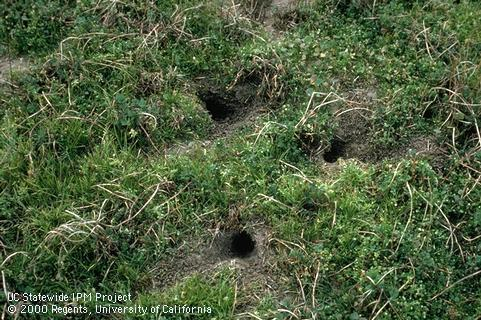 UC Statewide IPM Project
© 2000 Regents, University of California